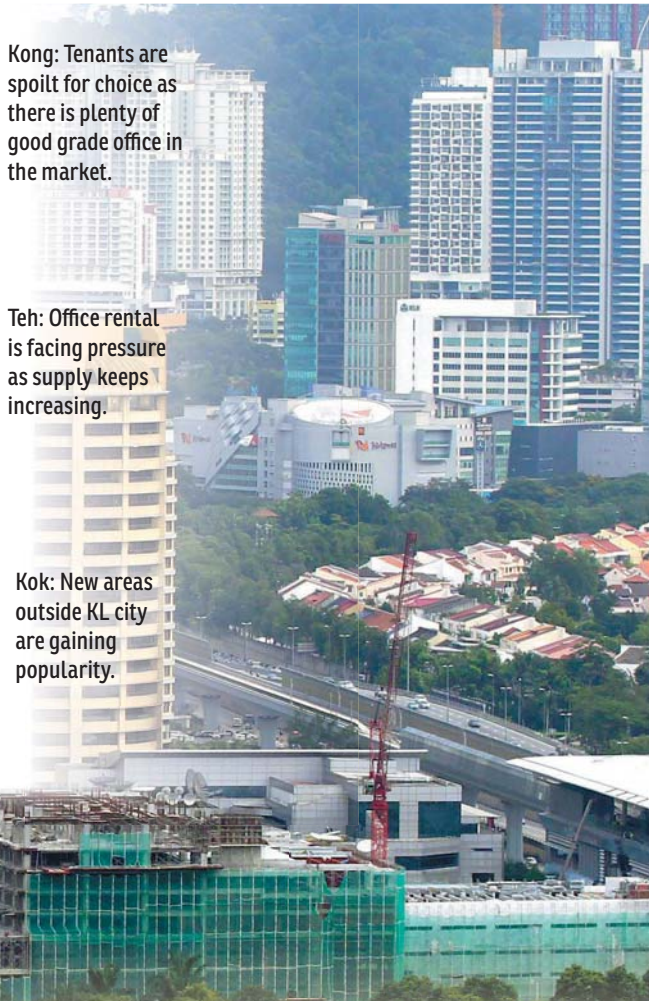 Kong: Tenants are
spoilt for choice as
there is plenty of
good grade office in
the market.
Teh: Office rental
is facing pressure
as supply keeps
increasing.
Kok: New areas
outside KL city
are gaining
popularity.